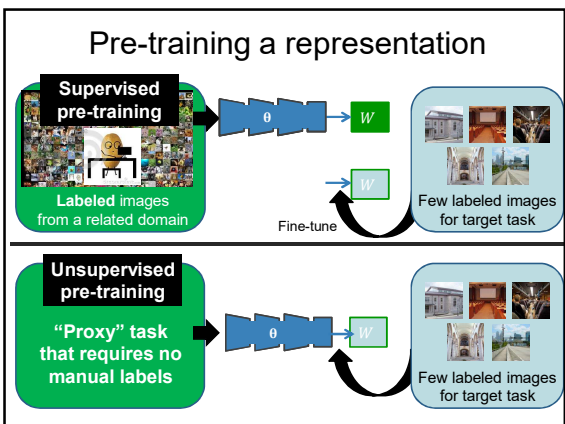 Pre-training a representation
Supervised
pre-training
Labeled images
from a related domain
θ
W
W
Fine-tune
Few labeled images
for target task
Unsupervised
pre-training
“Proxy” task
that requires no
manual labels
θ
W
Few labeled images
for target task